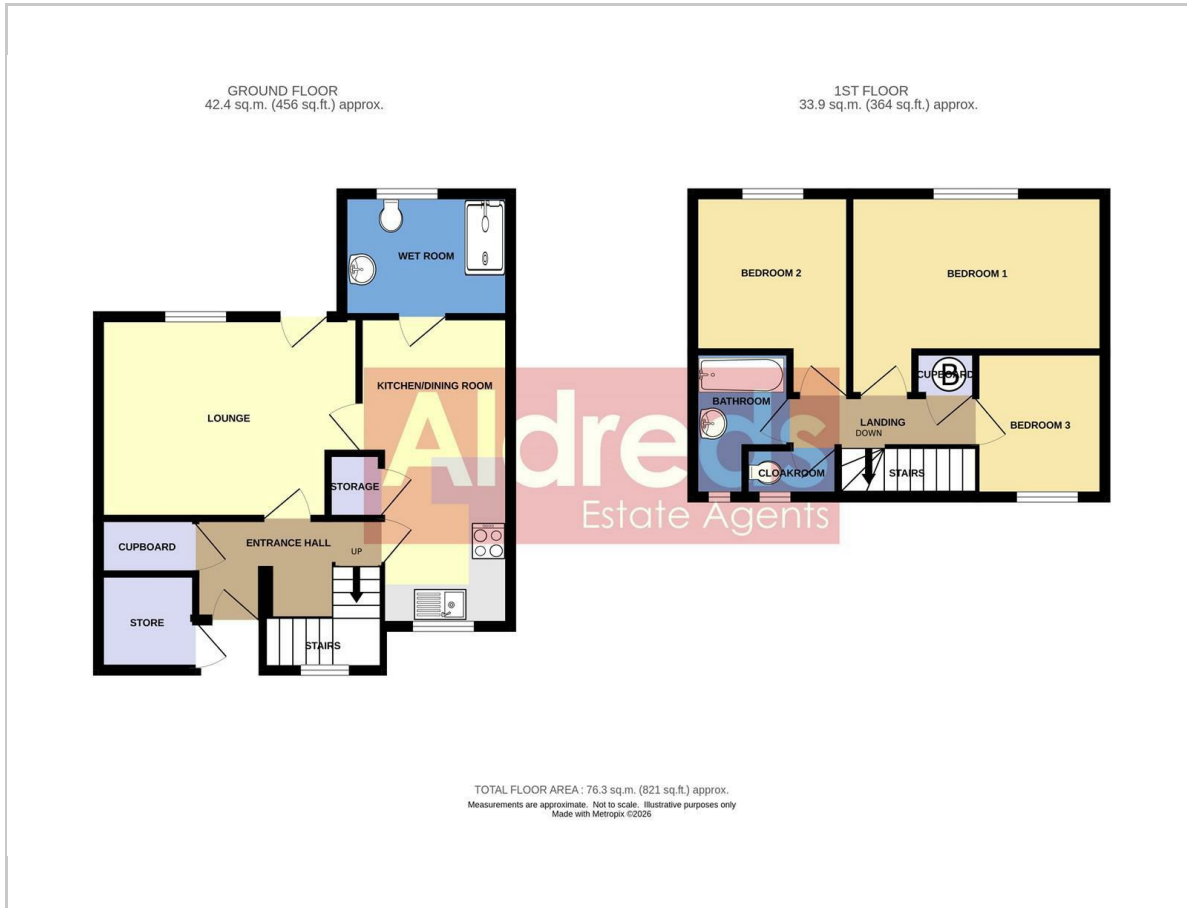 GROUND FLOOR
42.4 sq.m. (456 sq.ft.) approx.
1ST FLOOR
33.9 sq.m. (364 sq.ft.) approx.
WET ROOM
KITCHEN/DINING ROOM
LOUNGE
STORAGE
CUPBOARD
ENTRANCE HALL
UP
STORE
STAIRS
BEDROOM 2
BEDROOM 1
CUPBOARD
B
BATHROOM
LANDING
DOWN
BEDROOM 3
CLOAKROOM
STAIRS
Aldreds
Estate Agents
TOTAL FLOOR AREA : 76.3 sq.m. (821 sq.ft.) approx.
Measurements are approximate. Not to scale. Illustrative purposes only
Made with Metropix ©2026